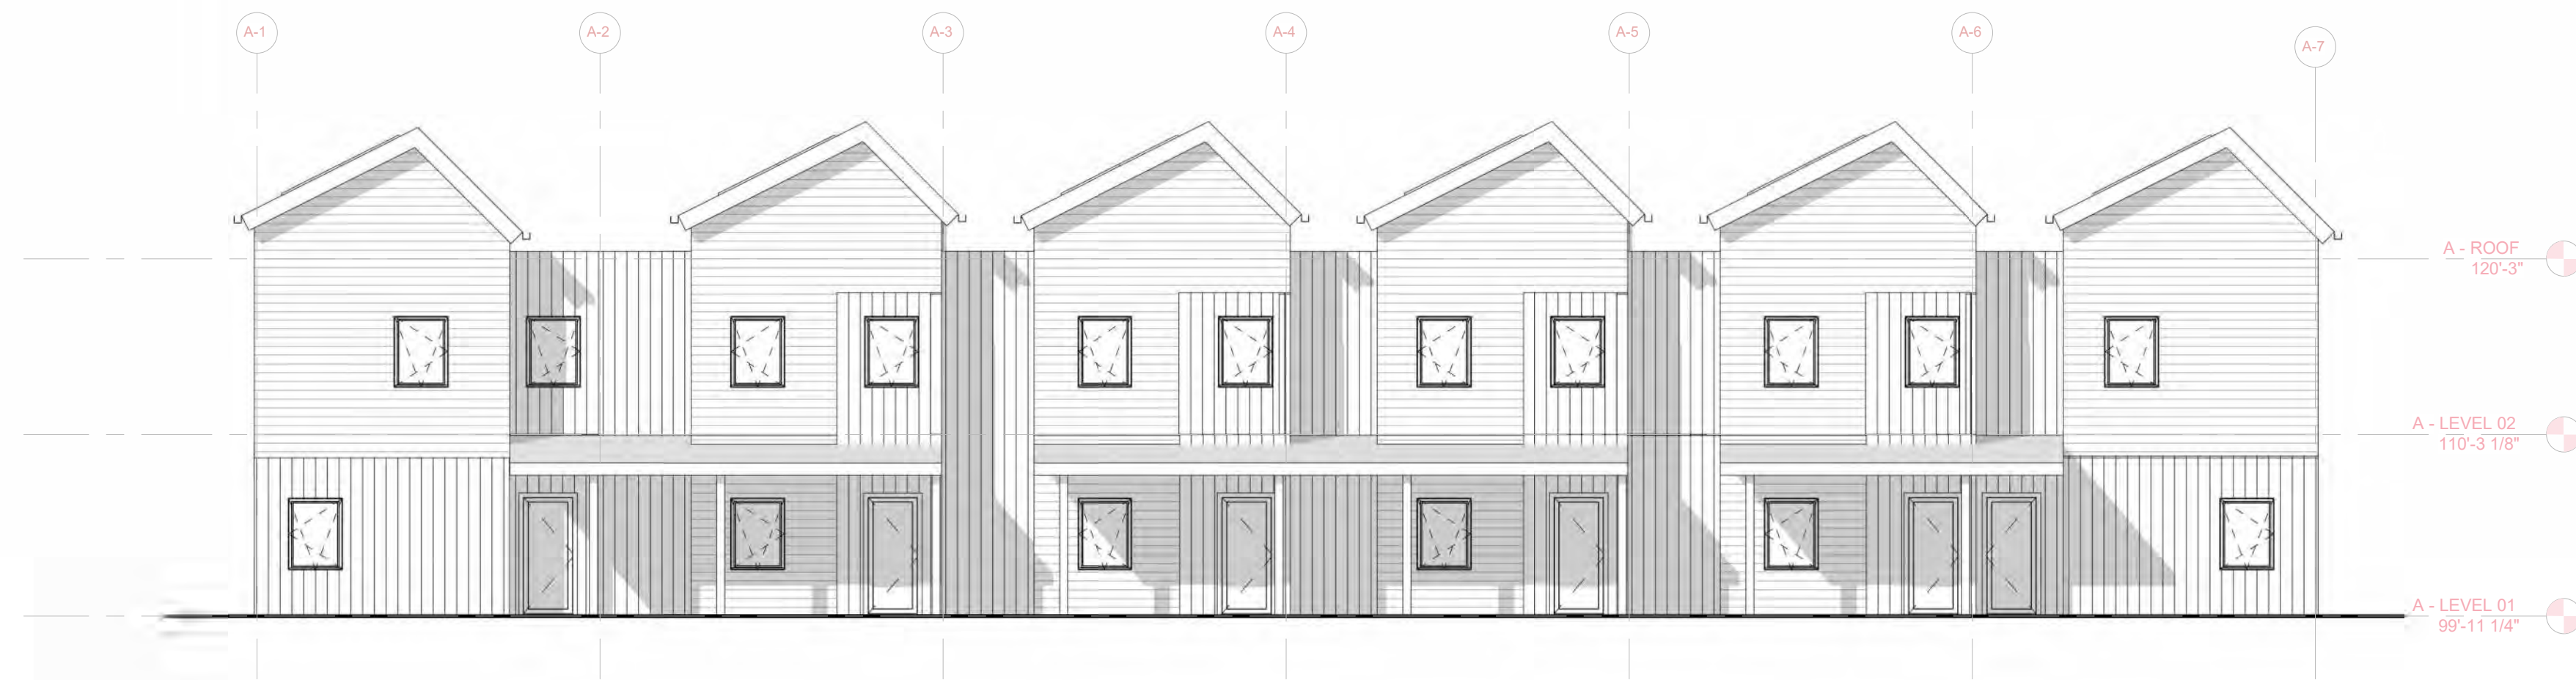 A-1
A-2
A-3
A-4
A-5
A-6
A-7
A - ROOF
120'-3"
A - LEVEL 02
110'-3 1/8"
A - LEVEL 01
99'-11 1/4"